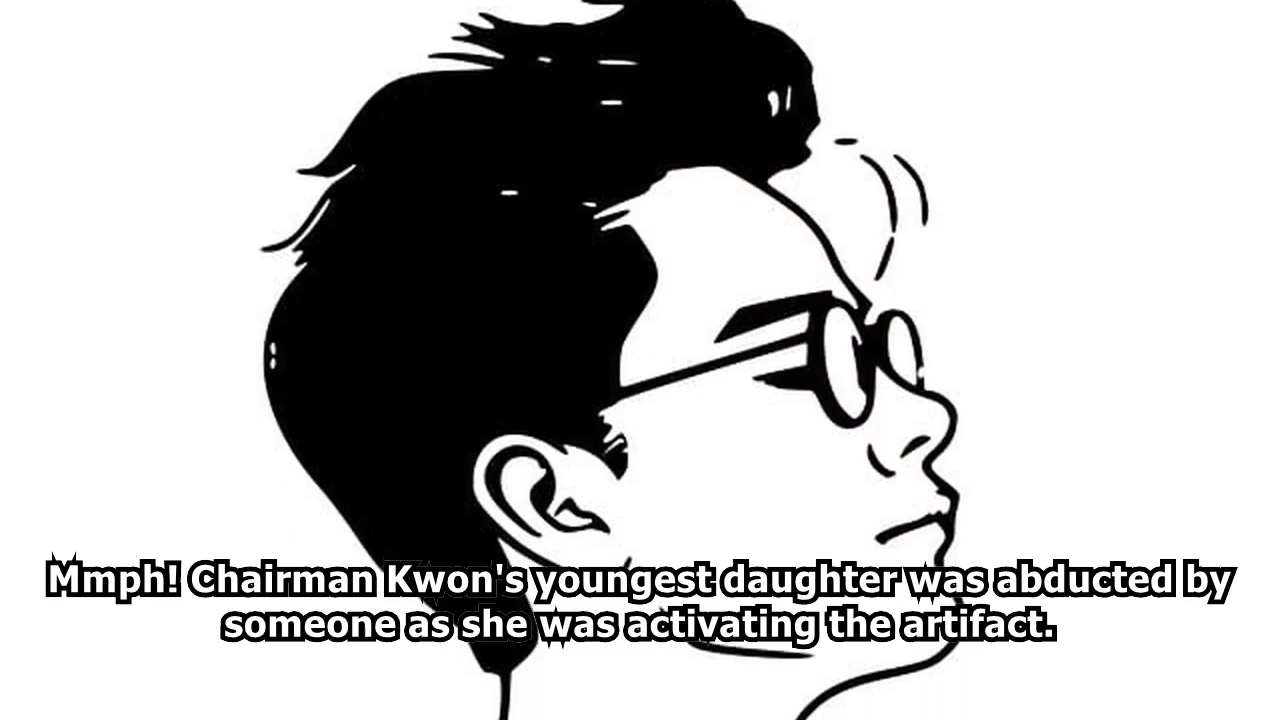 Mmph! Chairman Kwon's youngest daughter was abducted by
someone as she was activating the artifact.